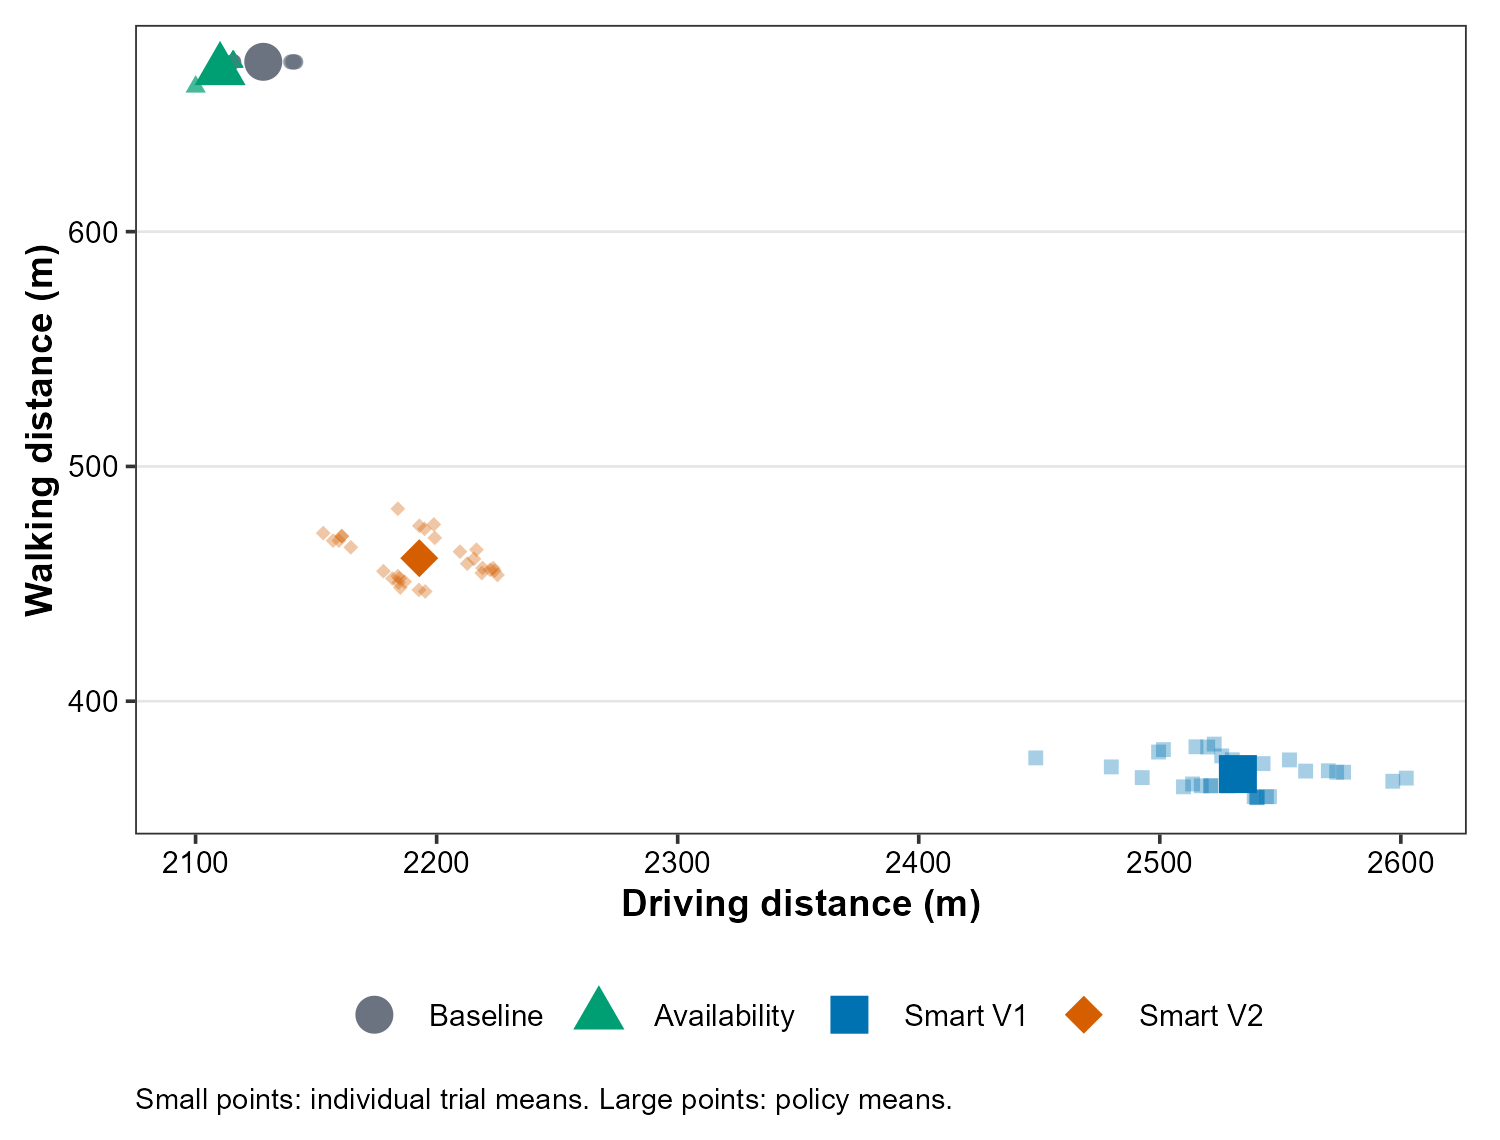 Walking distance (m)
600
500
400
2100 2200 2300 2400 2500 2600
Driving distance (m)
Baseline Availability Smart V1 Smart V2
Small points: individual trial means. Large points: policy means.